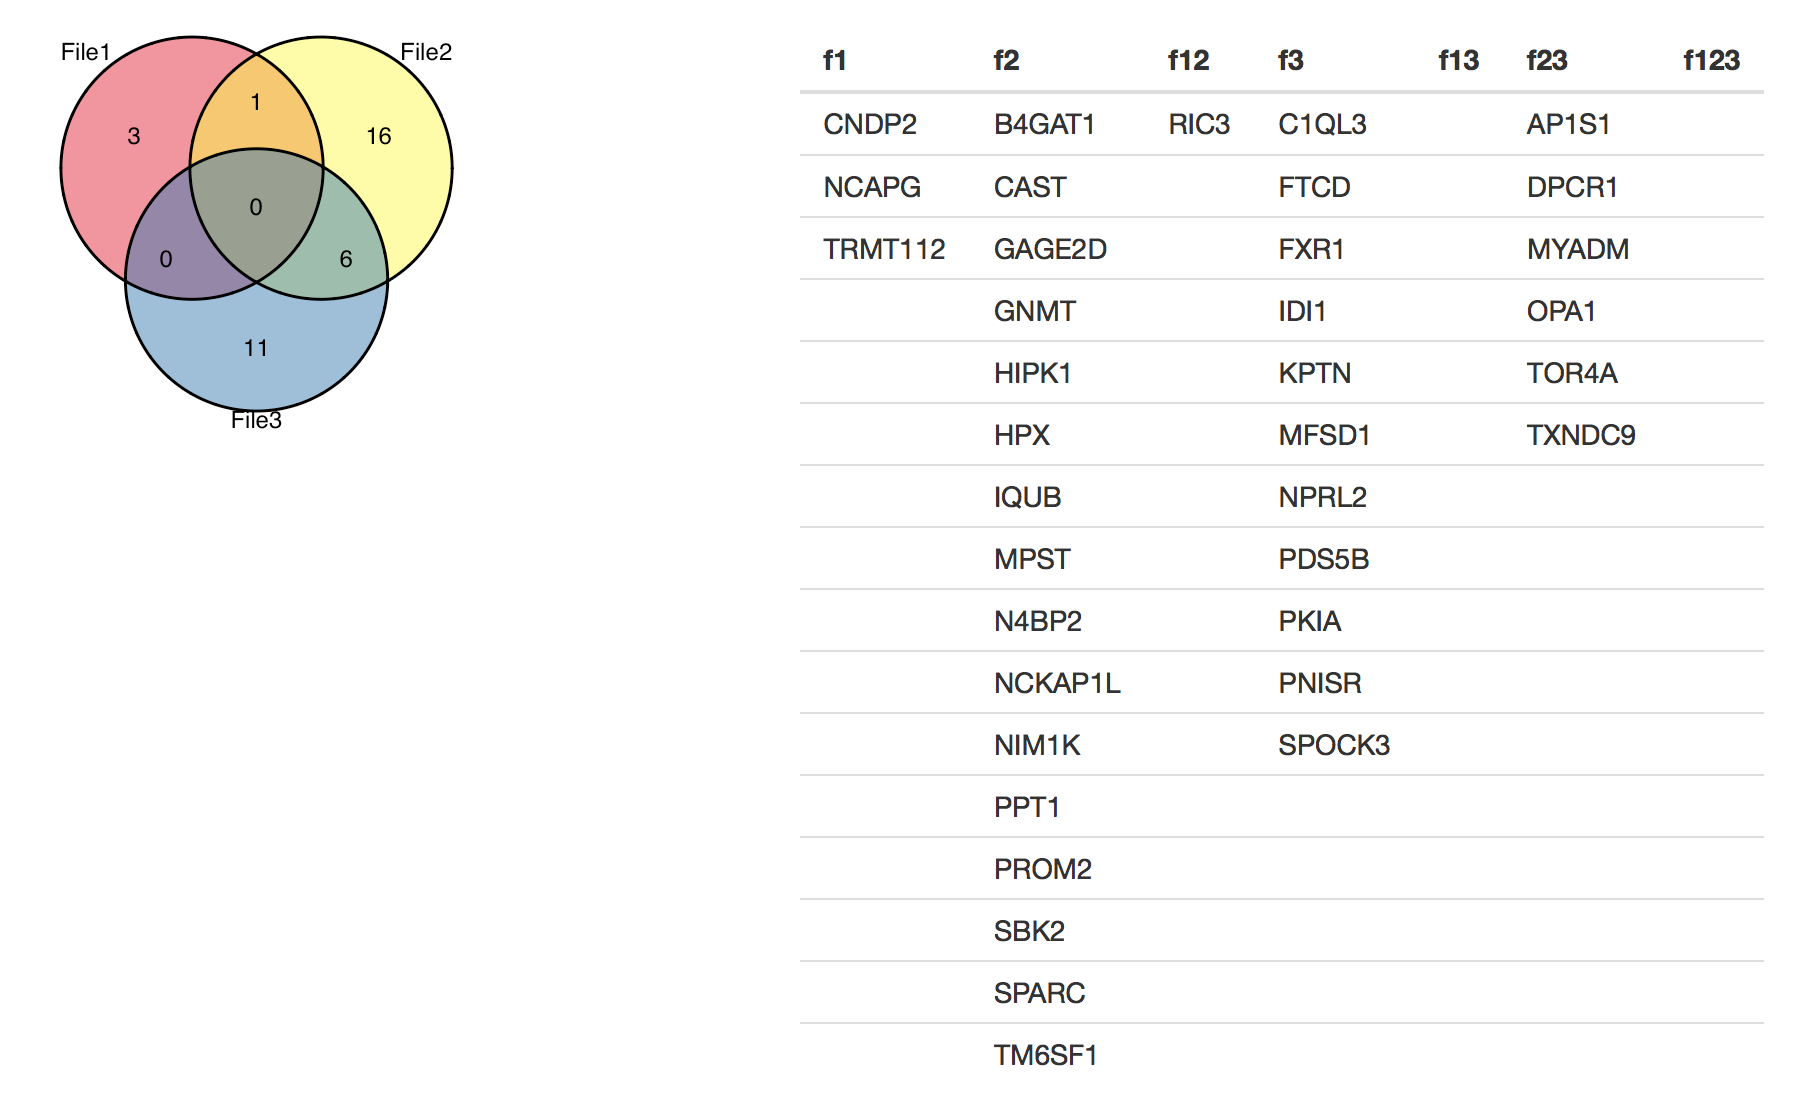 File1 File2
1
3 16
0
0 6
11
File3
f1 f2 f12 f3 f13 f23 f123
CNDP2 B4GAT1 RIC3 C1QL3 AP1S1
NCAPG CAST FTCD DPCR1
TRMT112 GAGE2D FXR1 MYADM
GNMT IDI1 OPA1
HIPK1 KPTN TOR4A
HPX MFSD1 TXNDC9
IQUB NPRL2
MPST PDS5B
N4BP2 PKIA
NCKAP1L PNISR
NIM1K SPOCK3
PPT1
PROM2
SBK2
SPARC
TM6SF1